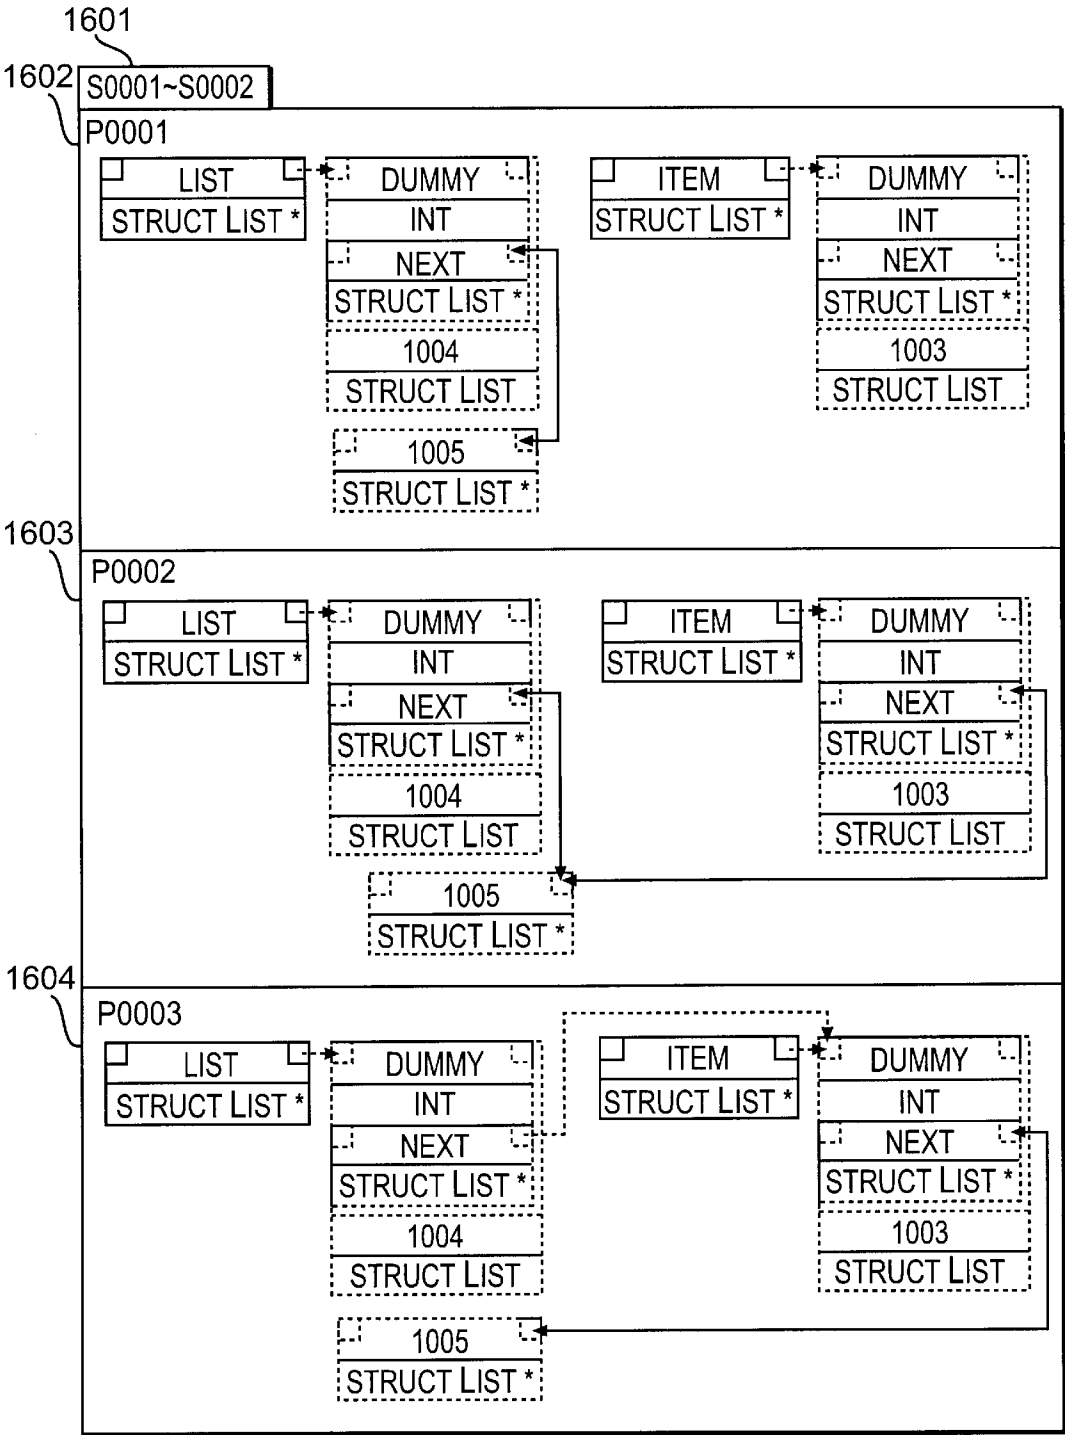 1601
1602
S0001~S0002
P0001
LIST
STRUCT LIST *
DUMMY
INT
NEXT
STRUCT LIST *
1004
STRUCT LIST
1005
STRUCT LIST *
ITEM
STRUCT LIST *
DUMMY
INT
NEXT
STRUCT LIST *
1003
STRUCT LIST
1603
P0002
LIST
STRUCT LIST *
DUMMY
INT
NEXT
STRUCT LIST *
1004
STRUCT LIST
1005
STRUCT LIST *
ITEM
STRUCT LIST *
DUMMY
INT
NEXT
STRUCT LIST *
1003
STRUCT LIST
1604
P0003
LIST
STRUCT LIST *
DUMMY
INT
NEXT
STRUCT LIST *
1004
STRUCT LIST
1005
STRUCT LIST *
ITEM
STRUCT LIST *
DUMMY
INT
NEXT
STRUCT LIST *
1003
STRUCT LIST